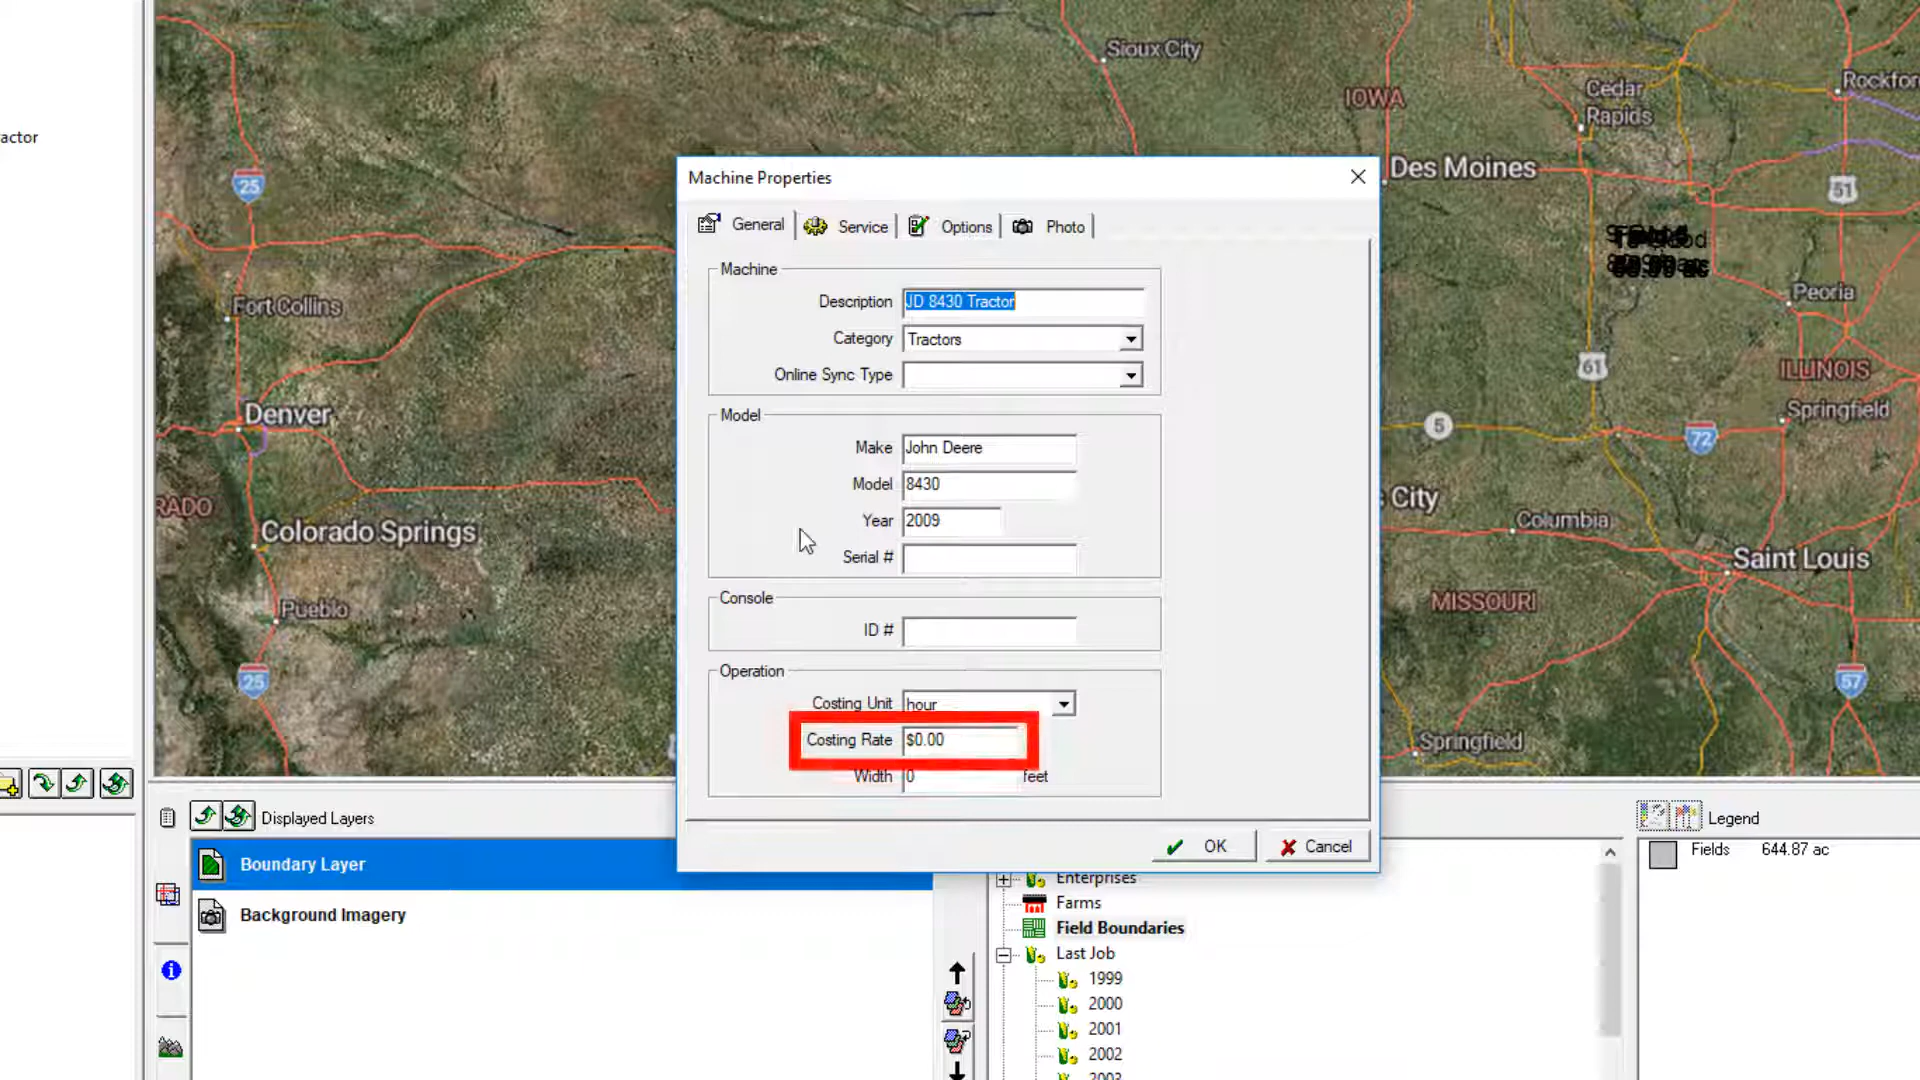 Sioux City
IOWA
Cedar
Rapids
Rockfor
actor
Des Moines
25
51
Machine Properties
General
Service
Options
Photo
Machine
Description
JD 8430 Tractor
Category
Tractors
Online Sync Type
Model
Make
John Deere
Model
8430
Year
2009
Serial #
Console
ID #
Operation
Costing Unit
hour
Costing Rate
$0.00
Width
0
feet
OK
Cancel
Fort Collins
Denver
RADO
Colorado Springs
Pueblo
25
Peoria
61
ILLINOIS
Springfield
5
72
City
Columbia
Saint Louis
MISSOURI
57
Springfield
Displayed Layers
Boundary Layer
Background Imagery
Enterprises
Farms
Field Boundaries
Last Job
1999
2000
2001
2002
2003
Legend
Fields
644.87 ac